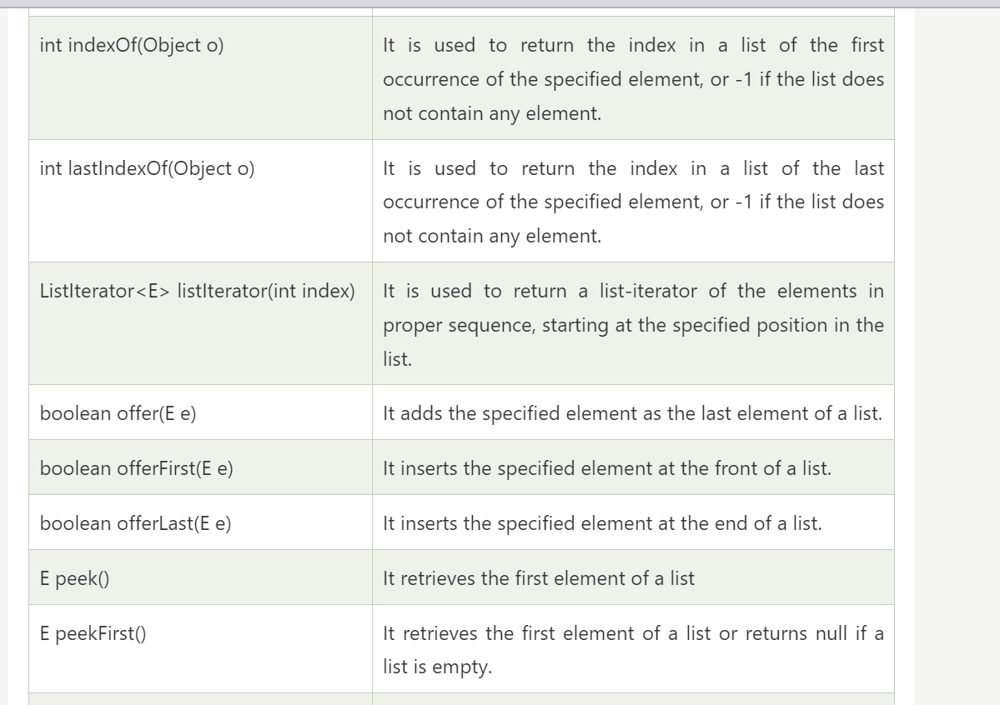 int indexOf(Object o)
It is used to return the index in a list of the first
occurrence of the specified element, or -1 if the list does
not contain any element.
int lastIndexOf(Object o)
It is used to return the index in a list of the last
occurrence of the specified element, or -1 if the list does
not contain any element.
ListIterator<E> listIterator(int index)
It is used to return a list-iterator of the elements in
proper sequence, starting at the specified position in the
list.
boolean offer(E e)
It adds the specified element as the last element of a list.
boolean offerFirst(E e)
It inserts the specified element at the front of a list.
boolean offerLast(E e)
It inserts the specified element at the end of a list.
E peek()
It retrieves the first element of a list
E peekFirst()
It retrieves the first element of a list or returns null if a
list is empty.